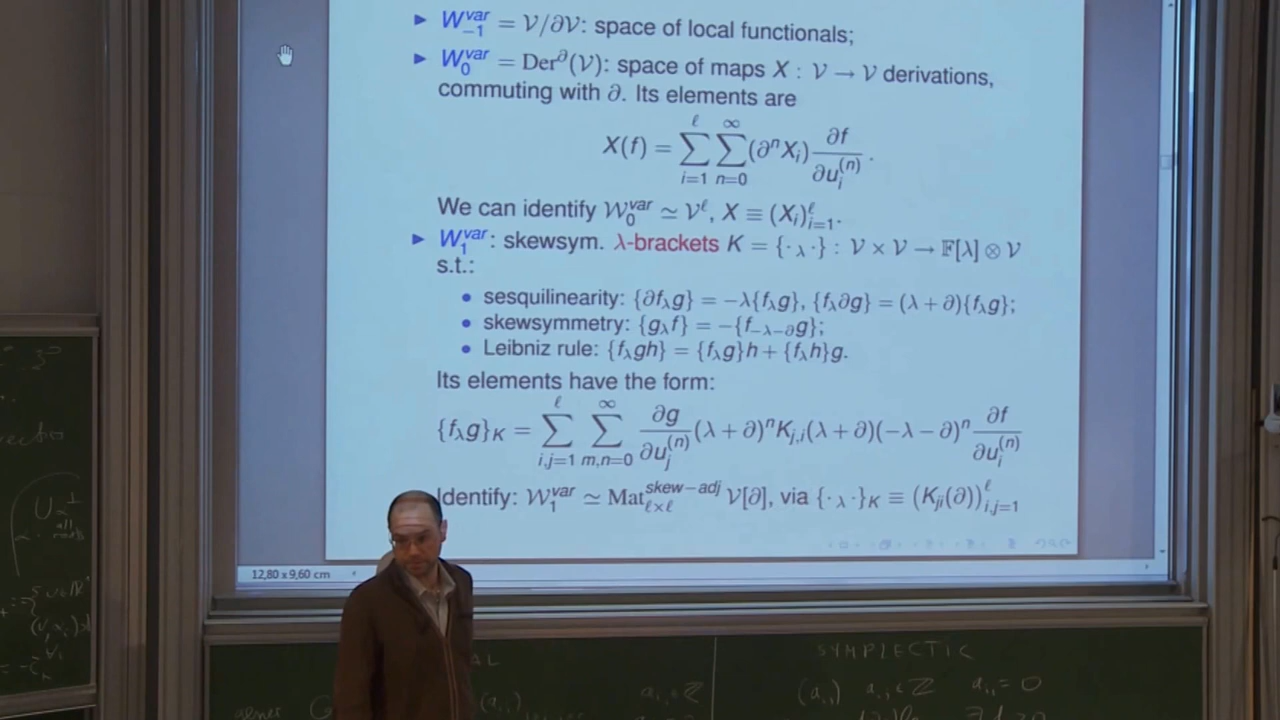 ► W^{var}_{-1} = 𝒱/∂𝒱: space of local functionals;
► W^{var}_0 = Der^∂(𝒱): space of maps X : 𝒱 → 𝒱 derivations,
commuting with ∂. Its elements are
X(f) = ∑_{i=1}^{ℓ} ∑_{n=0}^{∞} (∂^n X_i) ∂f/∂u_i^{(n)} .
We can identify 𝒲^{var}_0 ≃ 𝒱^ℓ, X ≡ (X_i)_{i=1}^ℓ.
► W^{var}_1: skewsym. λ-brackets K = {· _λ ·} : 𝒱 × 𝒱 → 𝔽[λ] ⊗ 𝒱
s.t.:
• sesquilinearity: {∂f_λ g} = −λ{f_λ g}, {f_λ ∂g} = (λ + ∂){f_λ g};
• skewsymmetry: {g_λ f} = −{f_{−λ−∂} g};
• Leibniz rule: {f_λ gh} = {f_λ g}h + {f_λ h}g.
Its elements have the form:
{f_λ g}_K = ∑_{i,j=1}^{ℓ} ∑_{m,n=0}^{∞} ∂g/∂u_j^{(n)} (λ + ∂)^n K_{j,i}(λ + ∂)(−λ − ∂)^n ∂f/∂u_i^{(n)}
Identify: 𝒲^{var}_1 ≃ Mat^{skew−adj}_{ℓ×ℓ} 𝒱[∂], via {· _λ ·}_K ≡ (K_{ji}(∂))_{i,j=1}^ℓ
12,80 x 9,60 cm
SYMPLECTIC